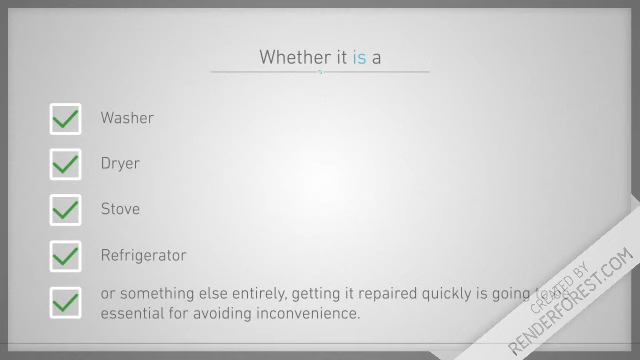 Whether it is a
Washer
Dryer
Stove
Refrigerator
or something else entirely, getting it repaired quickly is going to be
essential for avoiding inconvenience.
CREATED BY
RENDERFOREST.COM